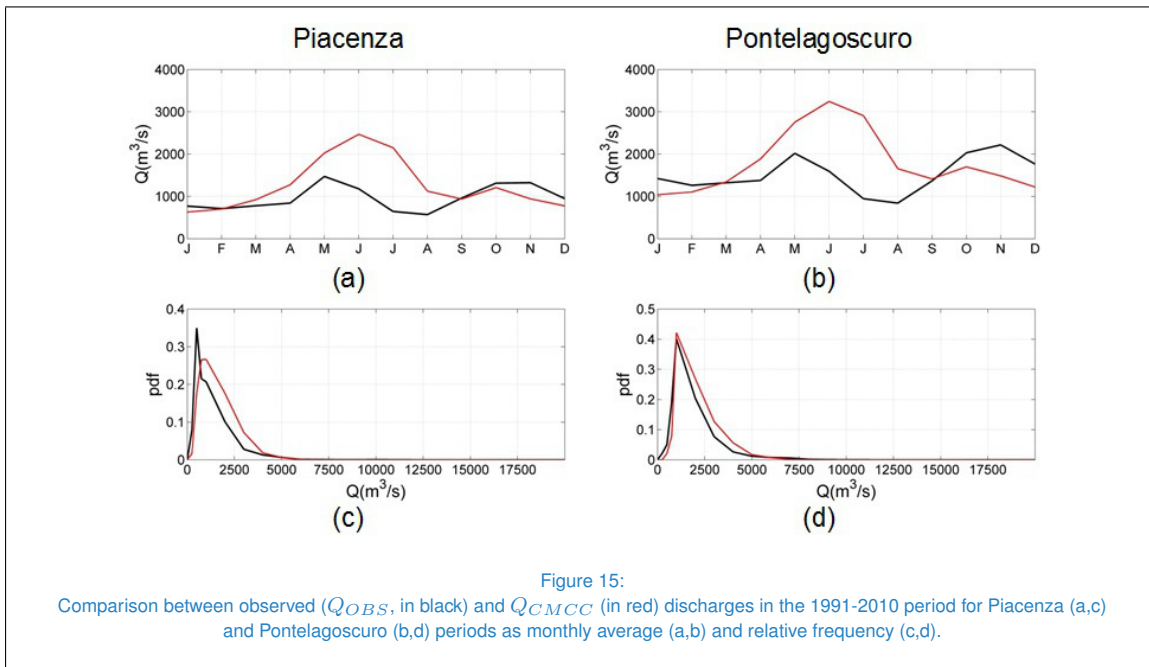 Piacenza
Pontelagoscuro
4000
3000
2000
1000
0
Q(m³/s)
J F M A M J J A S O N D
(a)
4000
3000
2000
1000
0
Q(m³/s)
J F M A M J J A S O N D
(b)
0.4
0.3
0.2
0.1
0
pdf
0 2500 5000 7500 10000 12500 15000 17500
Q(m³/s)
(c)
0.5
0.4
0.3
0.2
0.1
0
pdf
0 2500 5000 7500 10000 12500 15000 17500
Q(m³/s)
(d)
Figure 15:
Comparison between observed (Q_OBS, in black) and Q_CMCC (in red) discharges in the 1991-2010 period for Piacenza (a,c)
and Pontelagoscuro (b,d) periods as monthly average (a,b) and relative frequency (c,d).